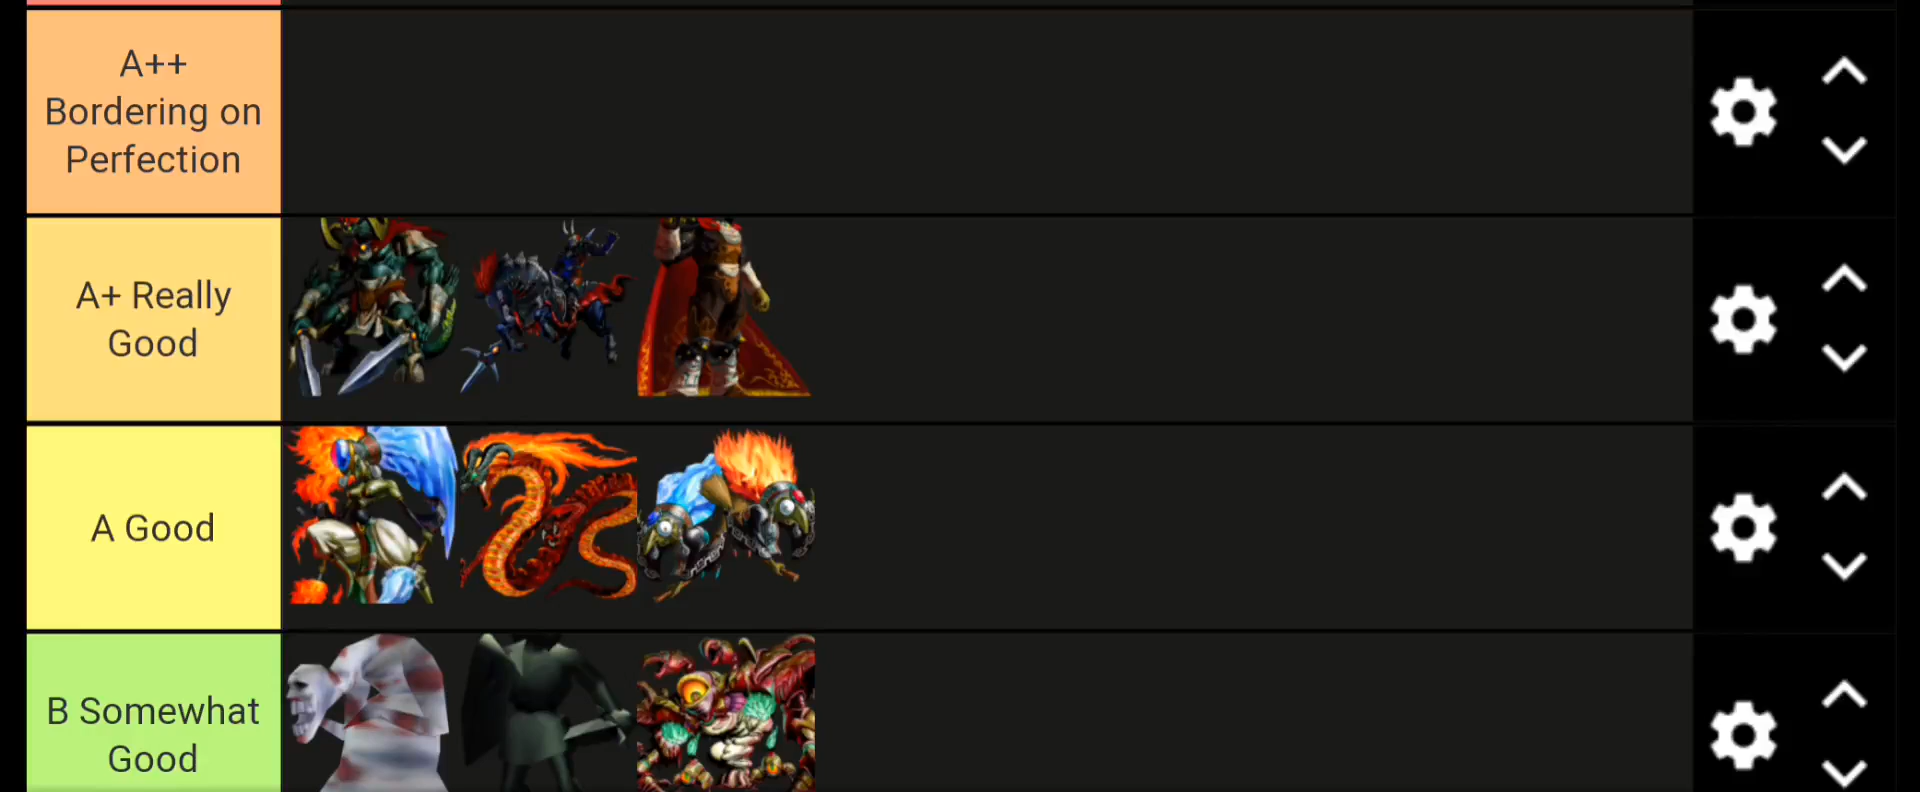 A++
Bordering on
Perfection
A+ Really
Good
A Good
B Somewhat
Good